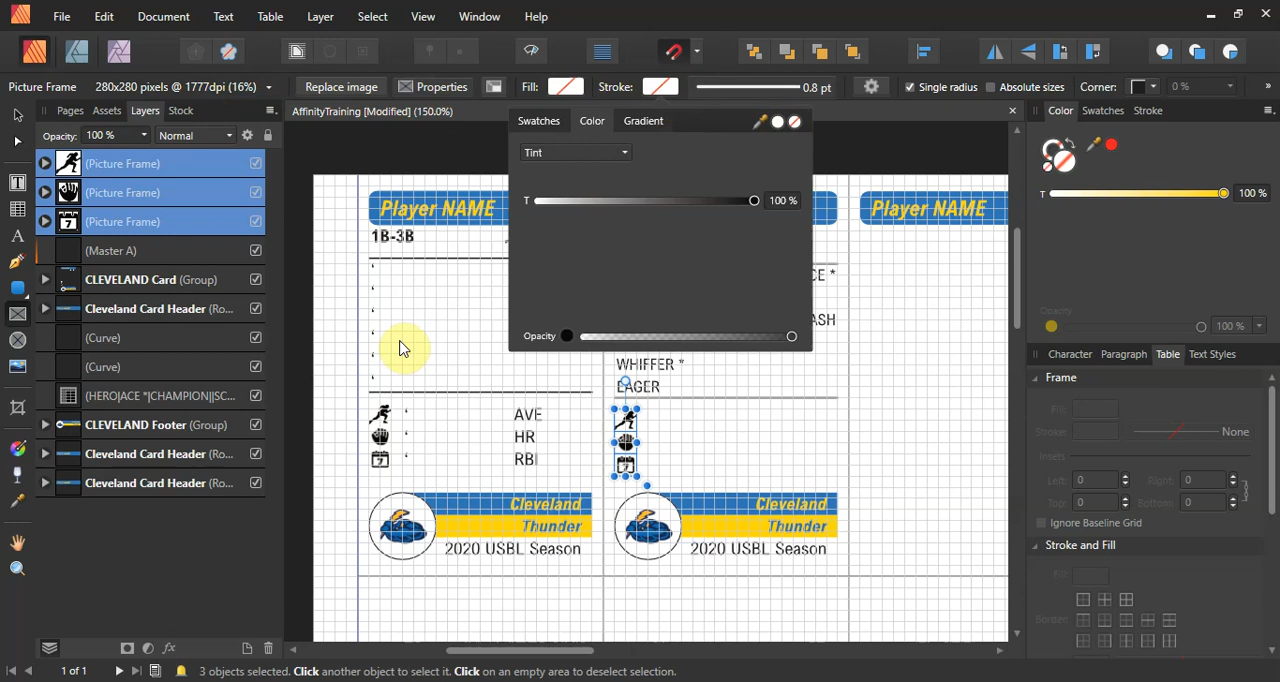 File Edit Document Text Table Layer Select View Window Help
Picture Frame 280x280 pixels @ 1777dpi (16%) Replace image Properties Fill: Stroke: 0.8 pt Single radius Absolute sizes Corner: 0 %
Pages Assets Layers Stock
AffinityTraining [Modified] (150.0%)
Color Swatches Stroke
Opacity: 100 % Normal
(Picture Frame)
(Picture Frame)
(Picture Frame)
(Master A)
CLEVELAND Card (Group)
Cleveland Card Header (Ro...
(Curve)
(Curve)
(HERO|ACE *|CHAMPION||SC...
CLEVELAND Footer (Group)
Cleveland Card Header (Ro...
Cleveland Card Header (Ro...
Swatches Color Gradient
Tint
T 100 %
Opacity
Player NAME
1B-3B
Player NAME
CE *
ASH
WHIFFER *
EAGER
AVE
HR
RBI
7
7
7
Cleveland
Thunder
2020 USBL Season
Cleveland
Thunder
2020 USBL Season
T 100 %
Opacity
100 %
Character Paragraph Table Text Styles
Frame
Fill:
Stroke: None
Insets
Left: 0 Right: 0
Top: 0 Bottom: 0
Ignore Baseline Grid
Stroke and Fill
Fill:
Border:
1 of 1 3 objects selected. Click another object to select it. Click on an empty area to deselect selection.